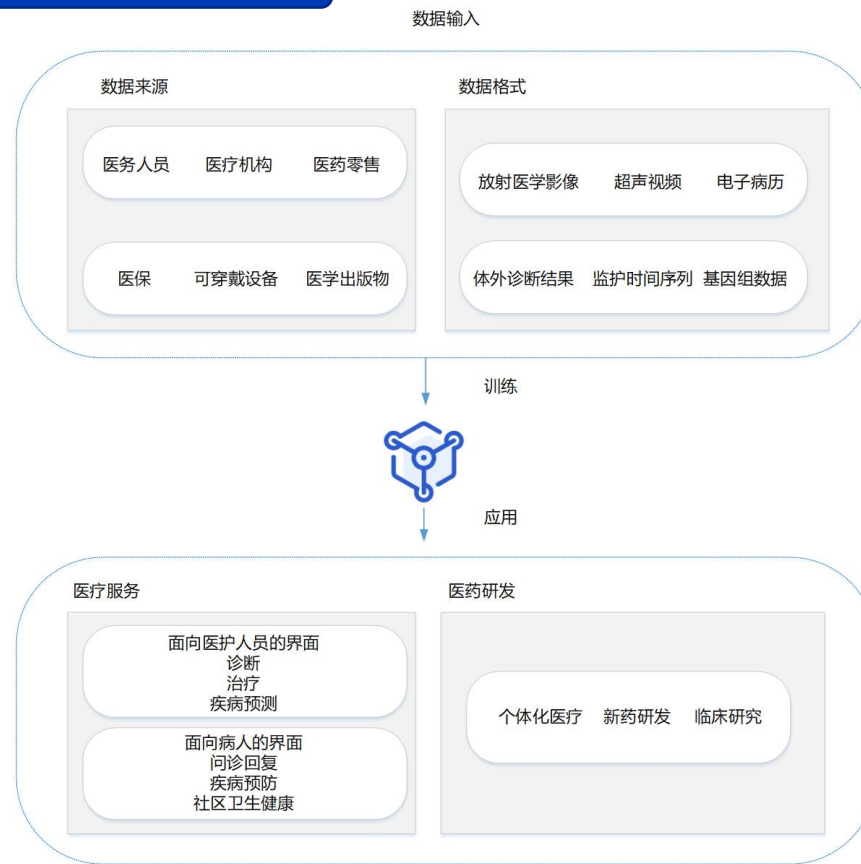 数据输入
数据来源
数据格式
医务人员 医疗机构 医药零售
放射医学影像 超声视频 电子病历
医保 可穿戴设备 医学出版物
体外诊断结果 监护时间序列 基因组数据
训练
应用
医疗服务
医药研发
面向医护人员的界面
诊断
治疗
疾病预测
面向病人的界面
问诊回复
疾病预防
社区卫生健康
个体化医疗 新药研发 临床研究